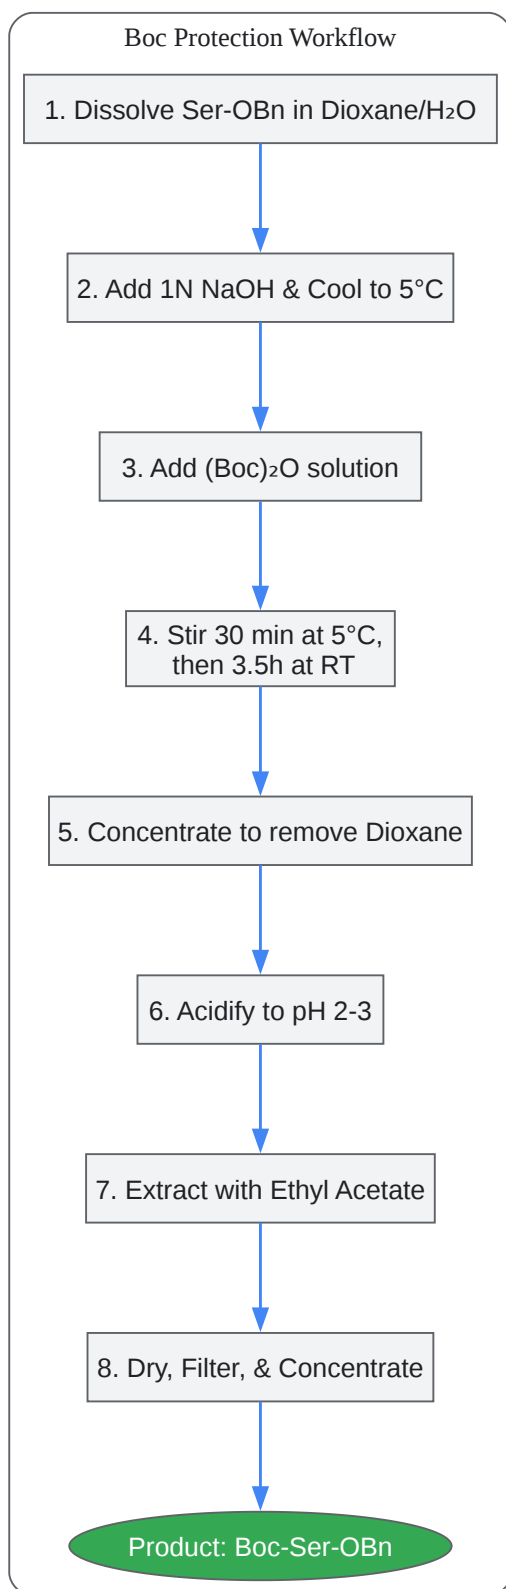 Boc Protection Workflow
1. Dissolve Ser-OBn in Dioxane/H₂O
2. Add 1N NaOH & Cool to 5°C
3. Add (Boc)₂O solution
4. Stir 30 min at 5°C,
then 3.5h at RT
5. Concentrate to remove Dioxane
6. Acidify to pH 2-3
7. Extract with Ethyl Acetate
8. Dry, Filter, & Concentrate
Product: Boc-Ser-OBn